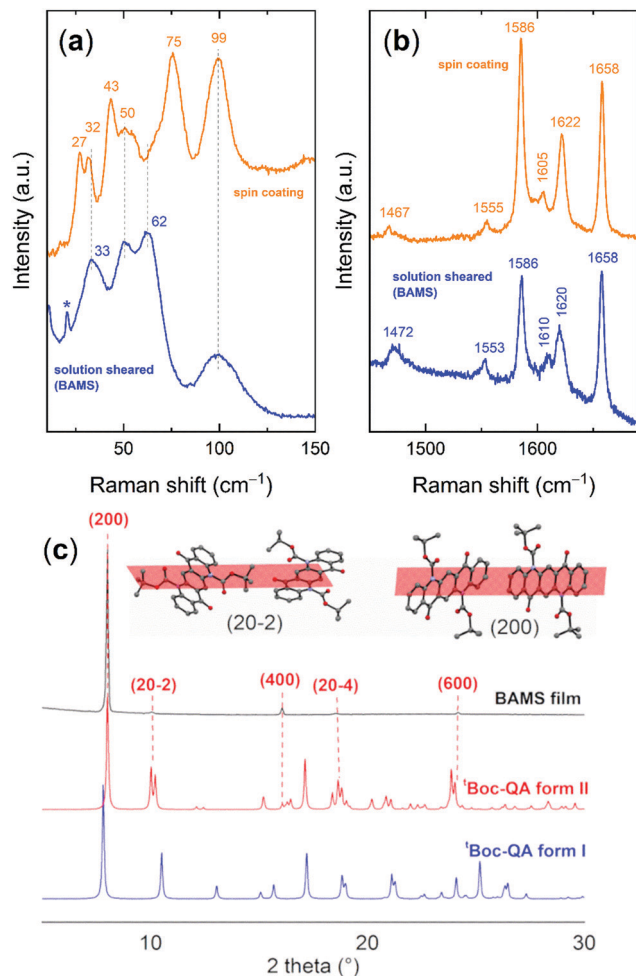 (a)
75
99
43
27
32
50
spin coating
62
33
*
solution sheared
(BAMS)
Intensity (a.u.)
50
100
150
Raman shift (cm⁻¹)
(b)
1586
spin coating
1658
1622
1605
1467
1555
1658
solution sheared
(BAMS)
1586
1620
1610
1472
1553
Intensity (a.u.)
1500
1600
Raman shift (cm⁻¹)
(c)
(200)
(20-2)
(200)
(20-2)
(400)
(20-4)
(600)
BAMS film
ᵗBoc-QA form II
ᵗBoc-QA form I
10
20
30
2 theta (°)